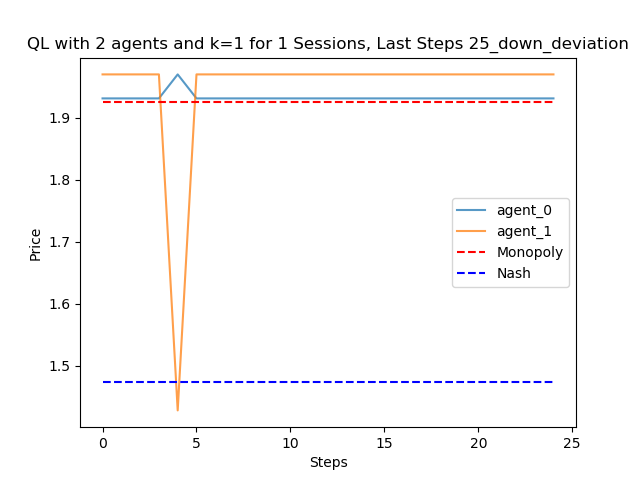 QL with 2 agents and k=1 for 1 Sessions, Last Steps 25_down_deviation
Price
1.9
1.8
1.7
1.6
1.5
agent_0
agent_1
Monopoly
Nash
0 5 10 15 20 25
Steps